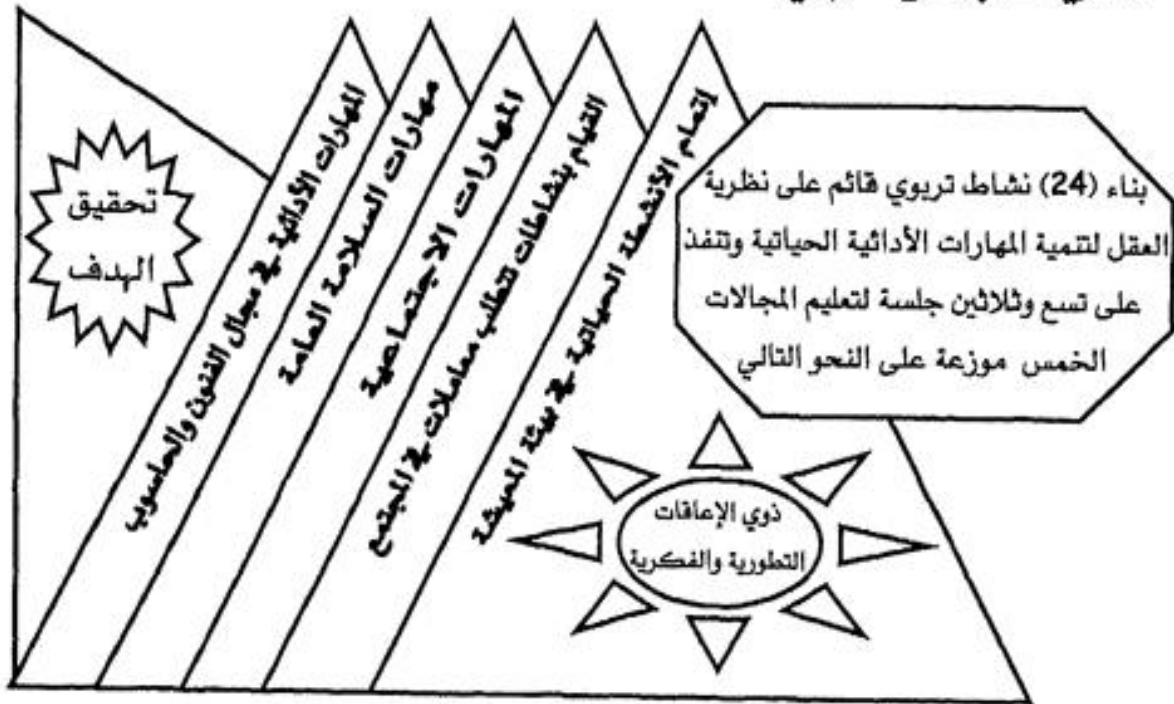 بناء (24) نشاط تربوي قائم على نظرية
العقل لتنمية المهارات الأدائية الحياتية وتنفذ
على تسع وثلاثين جلسة لتعليم المجالات
الخمس موزعة على النحو التالي
إتمام الأنشطة الحياتية في بيئة المعيشة
القيام بنشاطات تتطلب معاملات في المجتمع
المهارات الاجتماعية
مهارات السلامة العامة
المهارات الأدائية في مجال الفنون والحاسوب
تحقيق
الهدف
ذوي الإعاقات
التطورية والفكرية